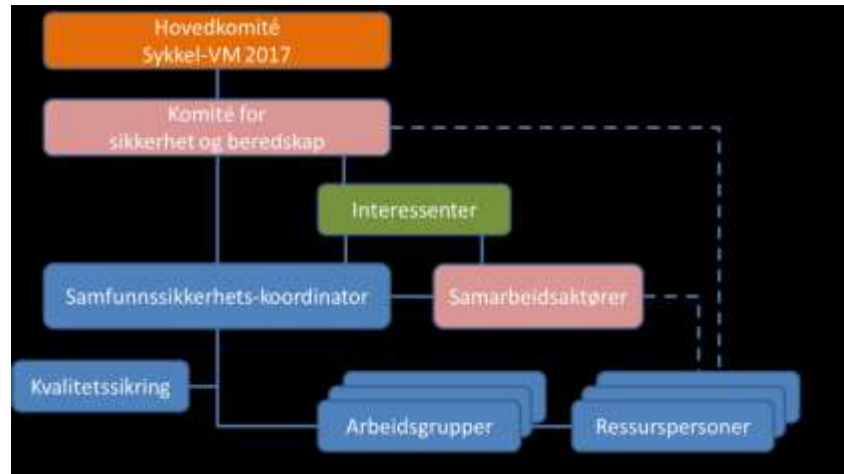 Hovedkomité
Sykkel-VM 2017
Komité for
sikkerhet og beredskap
Interessenter
Samfunnssikkerhets-koordinator
Samarbeidsaktører
Kvalitetssikring
Arbeidsgrupper
Ressurspersoner